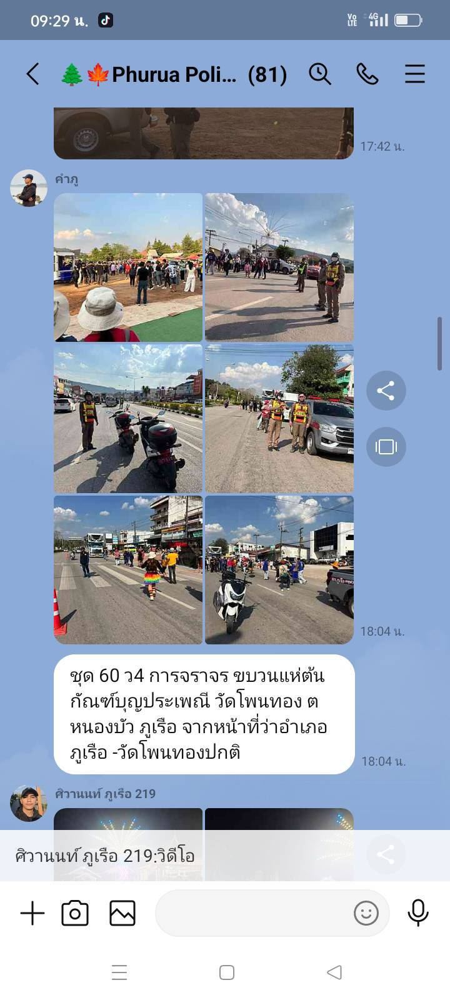 09:29 น.
Vo LTE 4G
🌲🍁Phurua Poli... (81)
17:42 น.
คำภู
18:04 น.
ชุด 60 ว4 การจราจร ขบวนแห่ต้น
กัณฑ์บุญประเพณี วัดโพนทอง ต
หนองบัว ภูเรือ จากหน้าที่ว่าอำเภอ
ภูเรือ -วัดโพนทองปกติ
18:04 น.
ศิวานนท์ ภูเรือ 219
ศิวานนท์ ภูเรือ 219:วิดีโอ